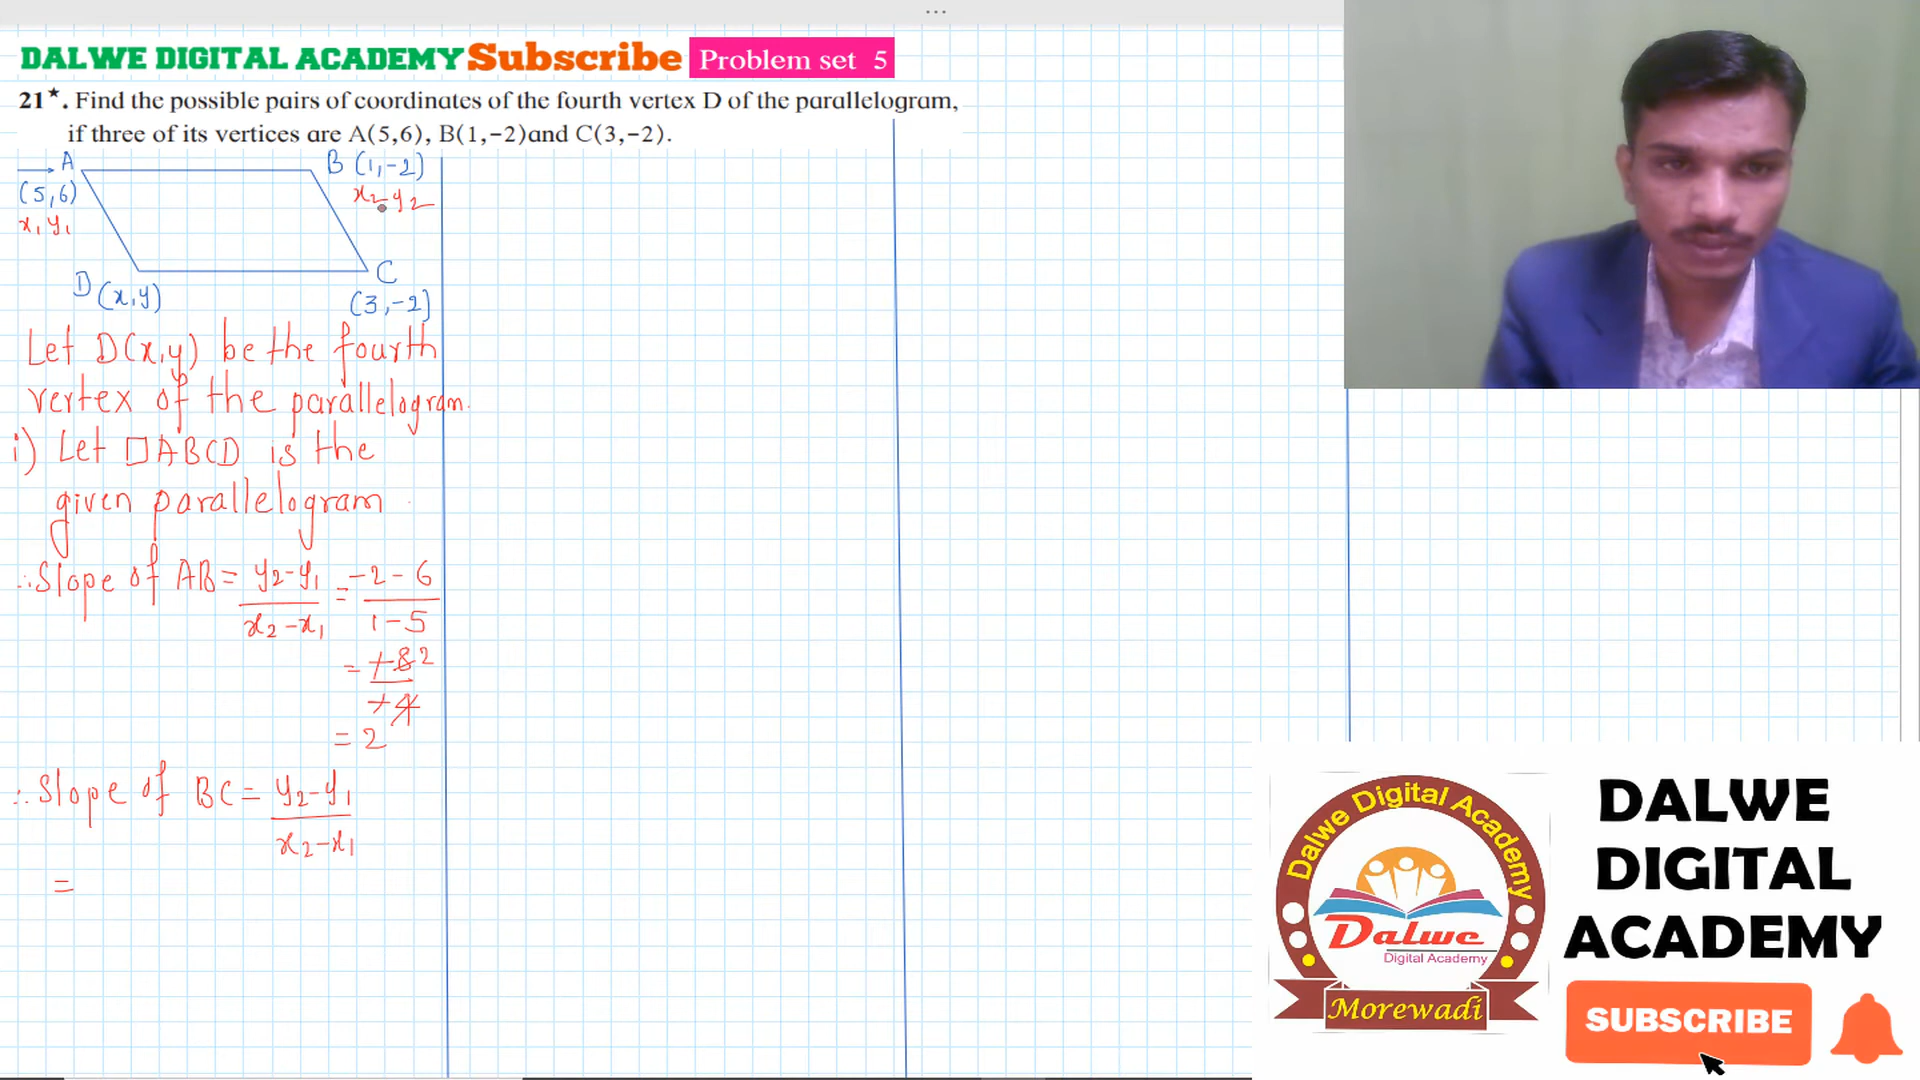 DALWE DIGITAL ACADEMY Subscribe Problem set 5
21★. Find the possible pairs of coordinates of the fourth vertex D of the parallelogram,
if three of its vertices are A(5,6), B(1,−2)and C(3,−2).
A
B (1,-2)
(5,6)
x₂ y₂
x₁ y₁
D (x,y)
C
(3,-2)
Let D(x,y) be the fourth
vertex of the parallelogram.
i) Let □ABCD is the
given parallelogram.
∴ Slope of AB = y₂-y₁ / x₂-x₁ = -2-6 / 1-5
= -8 2 / -4
= 2
∴ Slope of BC = y₂-y₁ / x₂-x₁
=
Dalwe Digital Academy
Dalwe
Digital Academy
Morewadi
DALWE
DIGITAL
ACADEMY
SUBSCRIBE